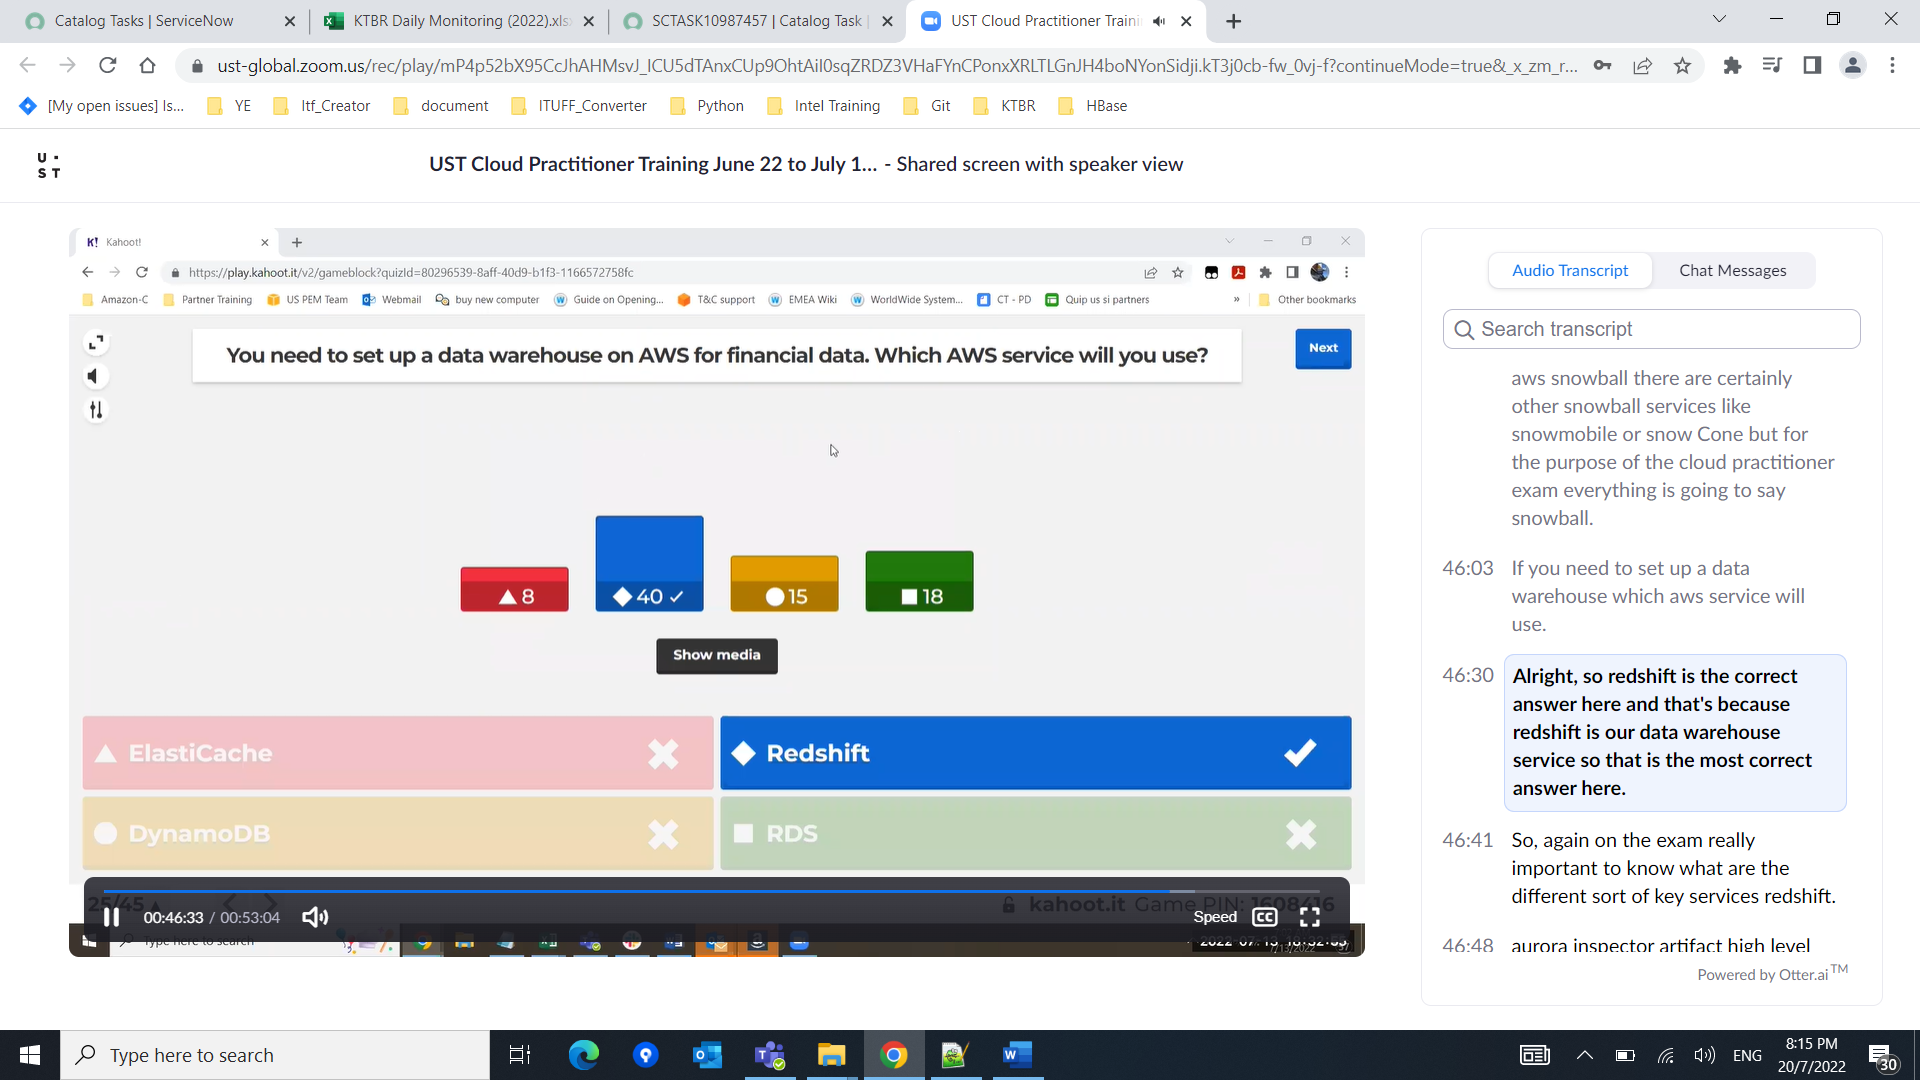 Catalog Tasks | ServiceNow
KTBR Daily Monitoring (2022).xls
SCTASK10987457 | Catalog Task |
UST Cloud Practitioner Traini
ust-global.zoom.us/rec/play/mP4p52bX95CcJhAHMsvJ_ICU5dTAnxCUp9OhtAiI0sqZRDZ3VHaFYnCPonxXRLTLGnJH4boNYonSidji.kT3j0cb-fw_0vj-f?continueMode=true&_x_zm_r...
[My open issues] Is...
YE
Itf_Creator
document
ITUFF_Converter
Python
Intel Training
Git
KTBR
HBase
U .
S T
UST Cloud Practitioner Training June 22 to July 1... - Shared screen with speaker view
K! Kahoot!
https://play.kahoot.it/v2/gameblock?quizId=80296539-8aff-40d9-b1f3-1166572758fc
Amazon-C
Partner Training
US PEM Team
Webmail
buy new computer
Guide on Opening...
T&C support
EMEA Wiki
WorldWide System...
CT - PD
Quip us si partners
»
Other bookmarks
You need to set up a data warehouse on AWS for financial data. Which AWS service will you use?
Next
8
40
15
18
Show media
ElastiCache
Redshift
DynamoDB
RDS
25/45
kahoot.it Game PIN: 1608416
00:46:33 / 00:53:04
Speed
CC
Type here to search
2022-07-13 18:32:53
7/13/2022
Audio Transcript
Chat Messages
Search transcript
aws snowball there are certainly
other snowball services like
snowmobile or snow Cone but for
the purpose of the cloud practitioner
exam everything is going to say
snowball.
46:03 If you need to set up a data
warehouse which aws service will
use.
46:30 Alright, so redshift is the correct
answer here and that's because
redshift is our data warehouse
service so that is the most correct
answer here.
46:41 So, again on the exam really
important to know what are the
different sort of key services redshift.
46:48 aurora inspector artifact high level
Powered by Otter.ai TM
Type here to search
ENG
8:15 PM
20/7/2022
30